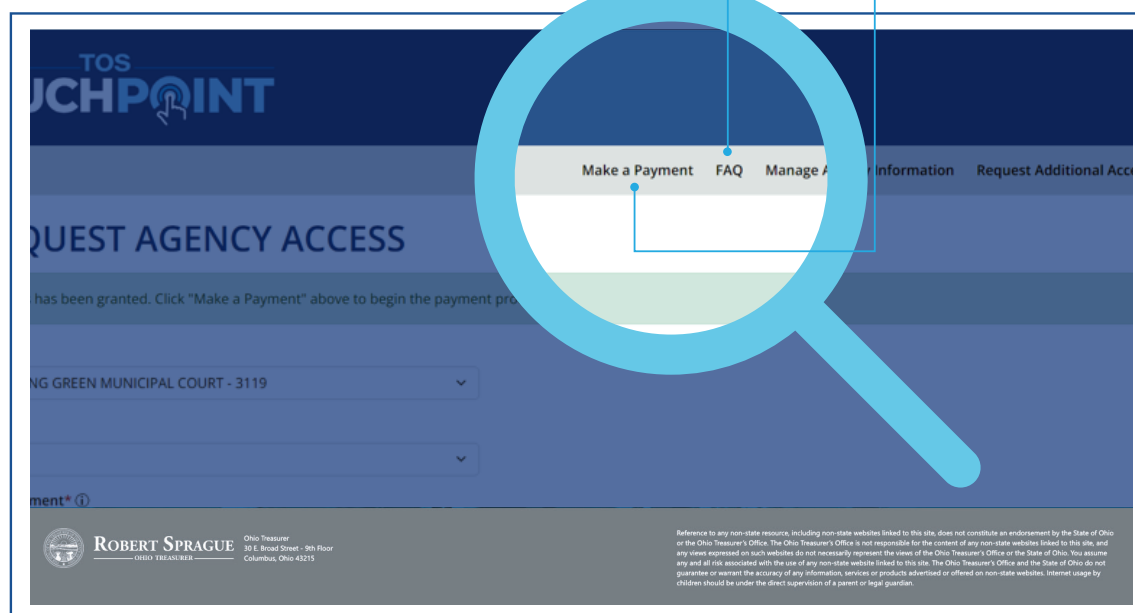 TOS
UCHPOINT
Make a Payment FAQ Manage A y Information Request Additional Acce
QUEST AGENCY ACCESS
has been granted. Click "Make a Payment" above to begin the payment pro
NG GREEN MUNICIPAL COURT - 3119
ment* ⓘ
ROBERT SPRAGUE
OHIO TREASURER
Ohio Treasurer
30 E. Broad Street - 9th Floor
Columbus, Ohio 43215
Reference to any non-state resource, including non-state websites linked to this site, does not constitute an endorsement by the State of Ohio
or the Ohio Treasurer's Office. The Ohio Treasurer's Office is not responsible for the content of any non-state websites linked to this site, and
any views expressed on such websites do not necessarily represent the views of the Ohio Treasurer's Office or the State of Ohio. You assume
any and all risk associated with the use of any non-state website linked to this site. The Ohio Treasurer's Office and the State of Ohio do not
guarantee or warrant the accuracy of any information, services or products advertised or offered on non-state websites. Internet usage by
children should be under the direct supervision of a parent or legal guardian.